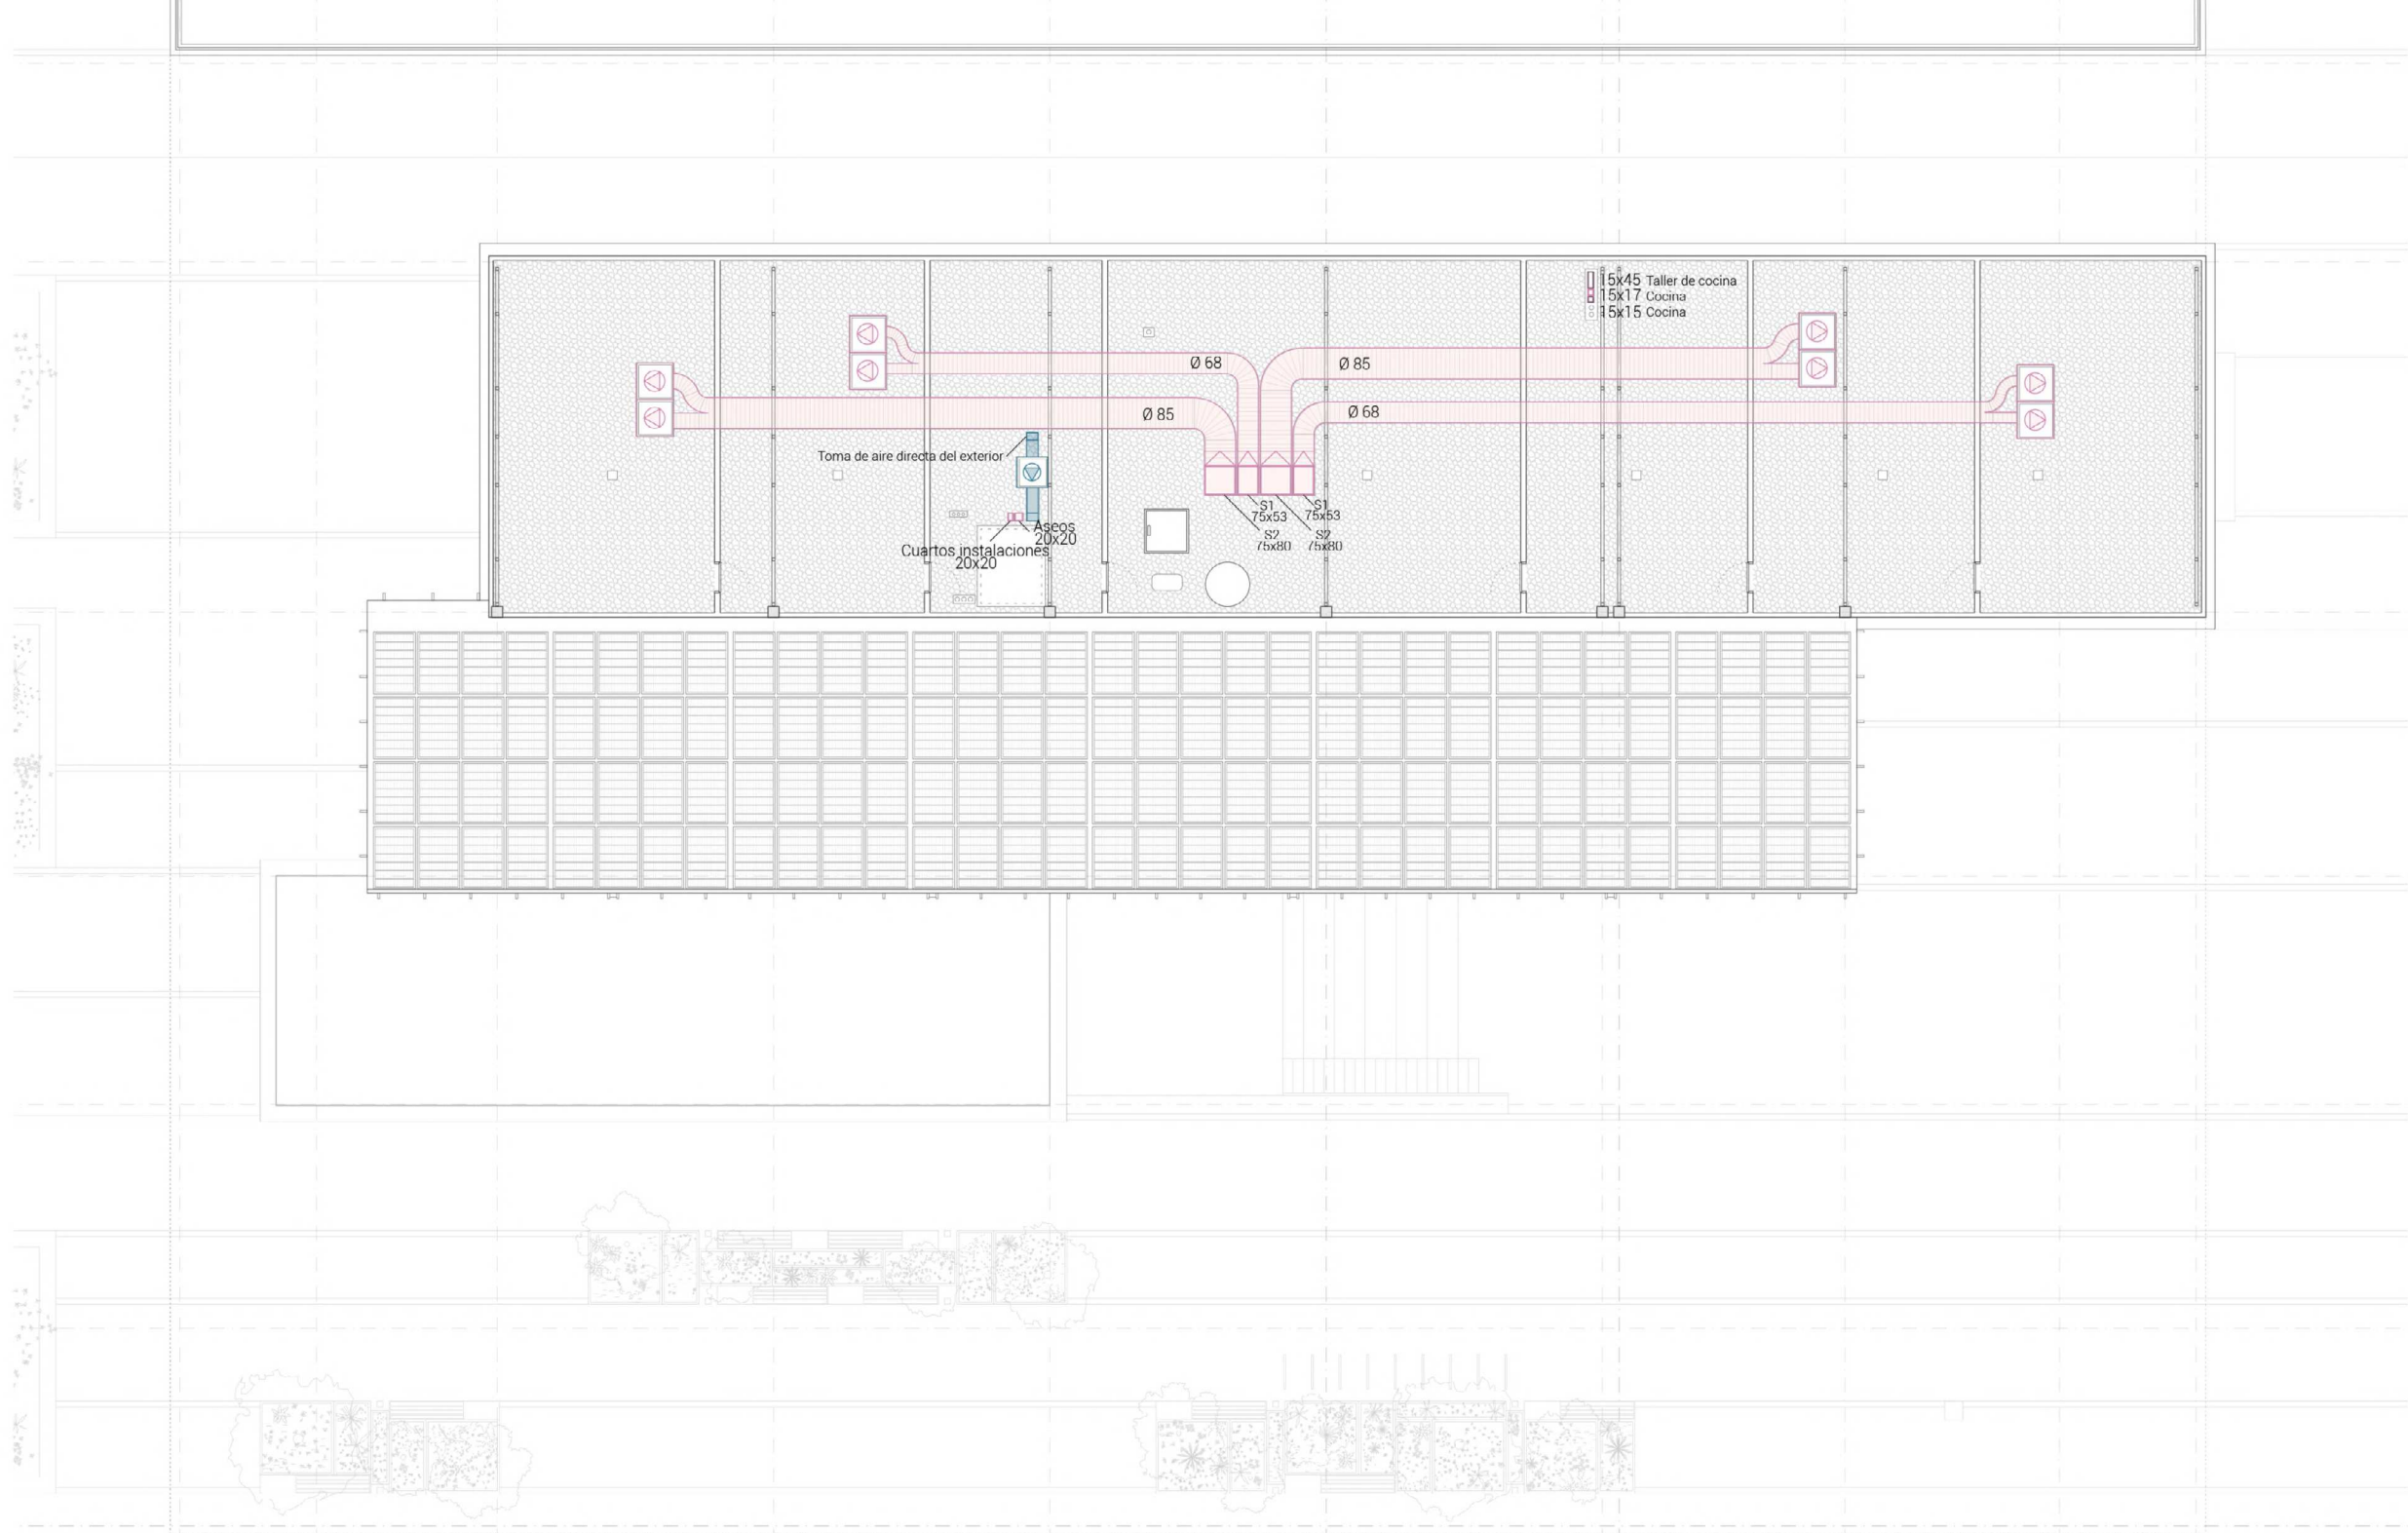 15x45 Taller de cocina
15x17 Cocina
15x15 Cocina
Ø 68
Ø 85
Ø 85
Ø 68
Toma de aire directa del exterior
S1
75x53
S1
75x53
S2
75x80
S2
75x80
Aseos
20x20
Cuartos instalaciones
20x20